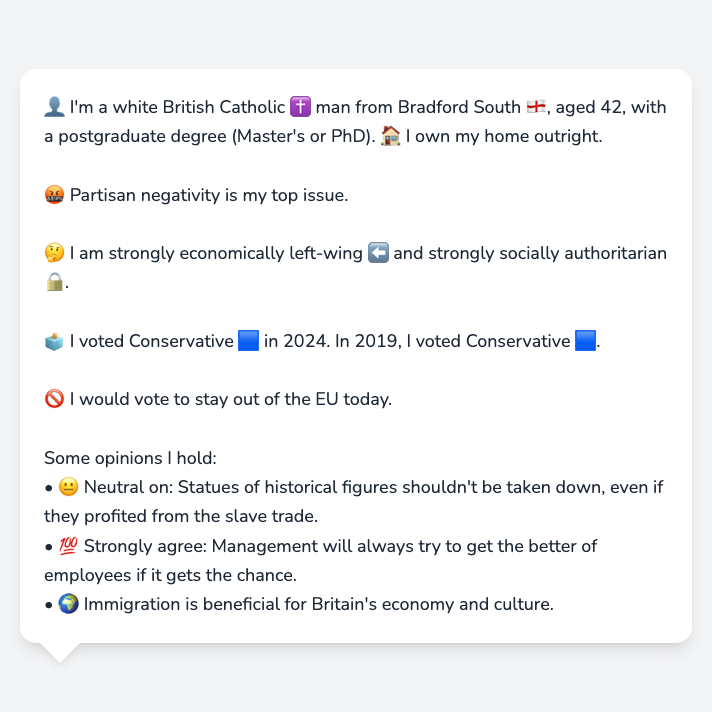 👤 I'm a white British Catholic ✝️ man from Bradford South 🏴󠁧󠁢󠁥󠁮󠁧󠁿, aged 42, with
a postgraduate degree (Master's or PhD). 🏠 I own my home outright.
🤬 Partisan negativity is my top issue.
🤔 I am strongly economically left-wing ⬅️ and strongly socially authoritarian
🔒.
🗳️ I voted Conservative 🟦 in 2024. In 2019, I voted Conservative 🟦.
🚫 I would vote to stay out of the EU today.
Some opinions I hold:
• 😐 Neutral on: Statues of historical figures shouldn't be taken down, even if
they profited from the slave trade.
• 💯 Strongly agree: Management will always try to get the better of
employees if it gets the chance.
• 🌍 Immigration is beneficial for Britain's economy and culture.